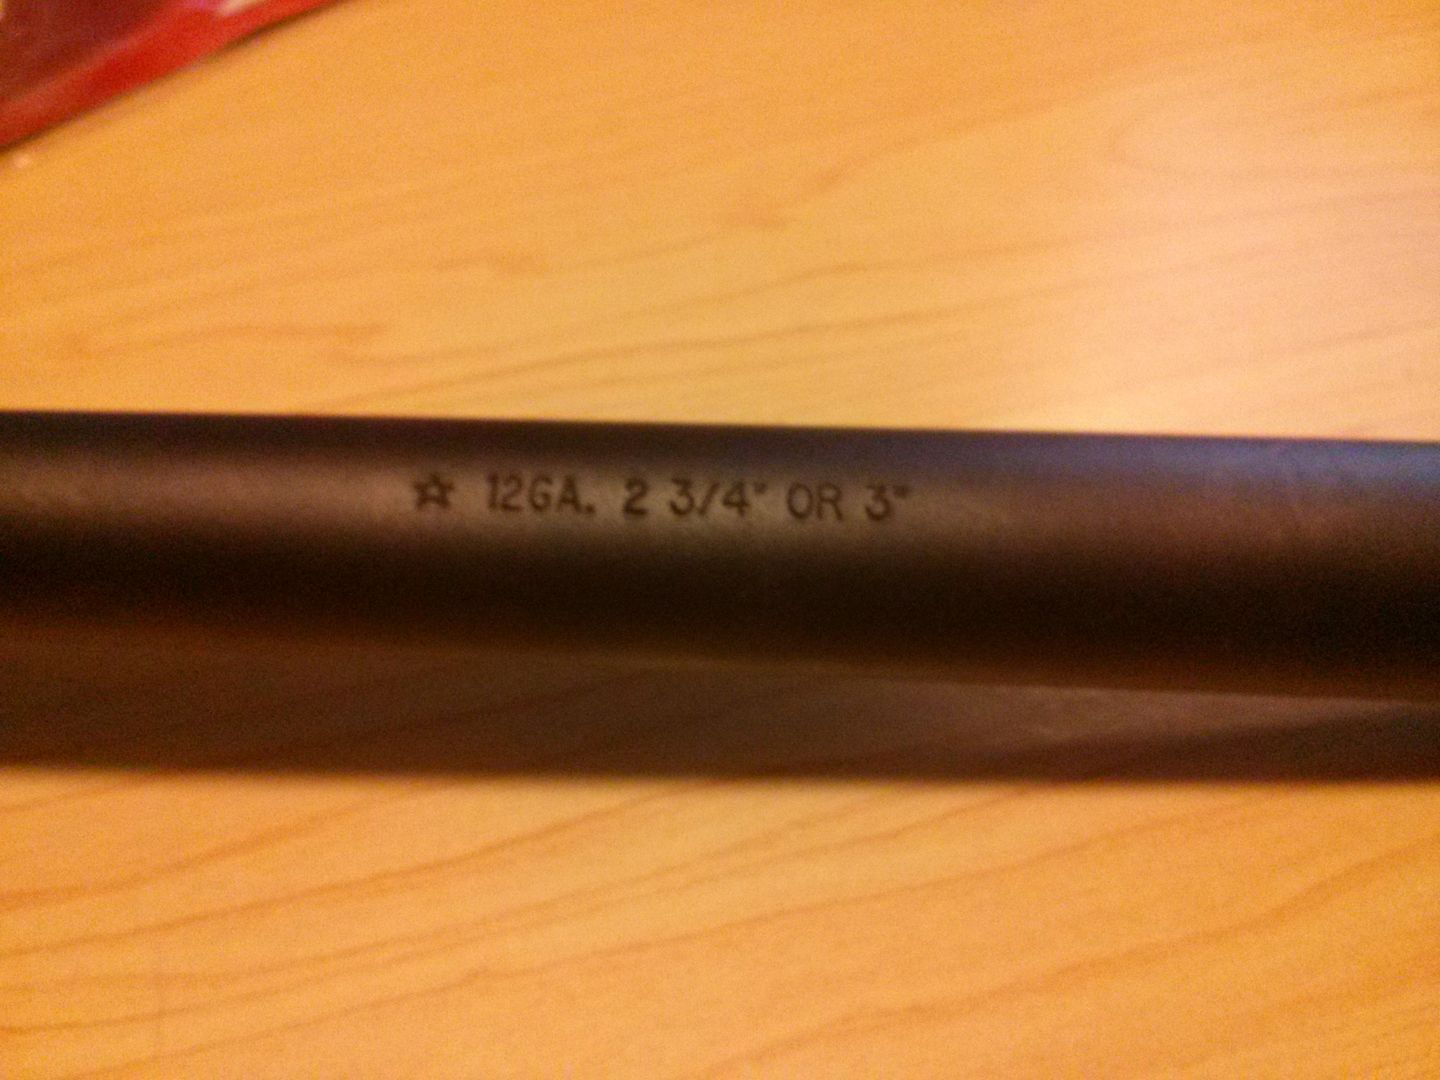 ☆ 12GA. 2 3/4" OR 3"